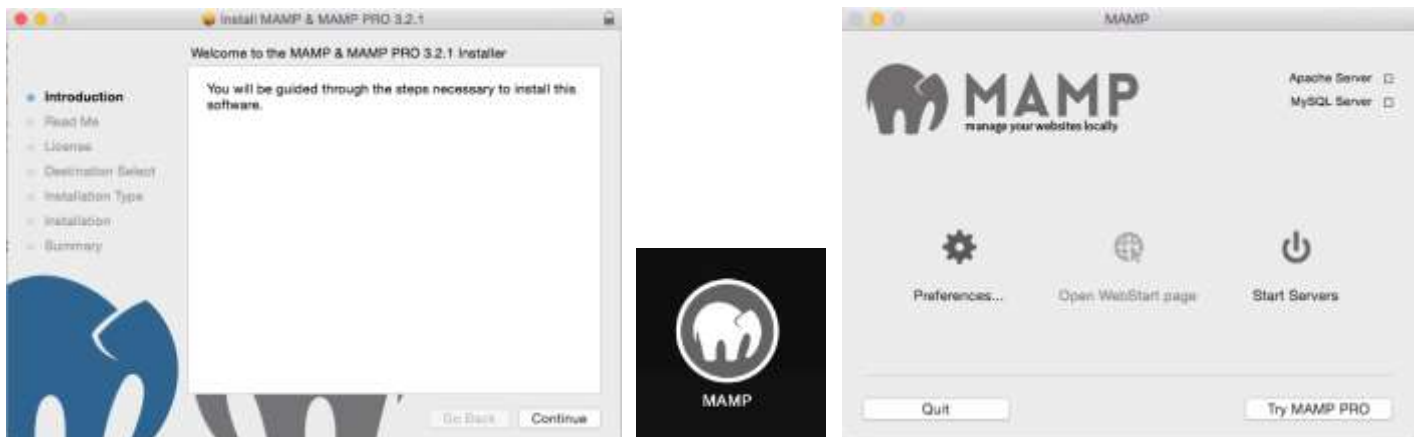 Install MAMP & MAMP PRO 3.2.1
Welcome to the MAMP & MAMP PRO 3.2.1 Installer
Introduction
Read Me
License
Destination Select
Installation Type
Installation
Summary
You will be guided through the steps necessary to install this
software.
Go Back
Continue
MAMP
MAMP
MAMP
manage your websites locally
Apache Server
MySQL Server
Preferences...
Open WebStart page
Start Servers
Quit
Try MAMP PRO